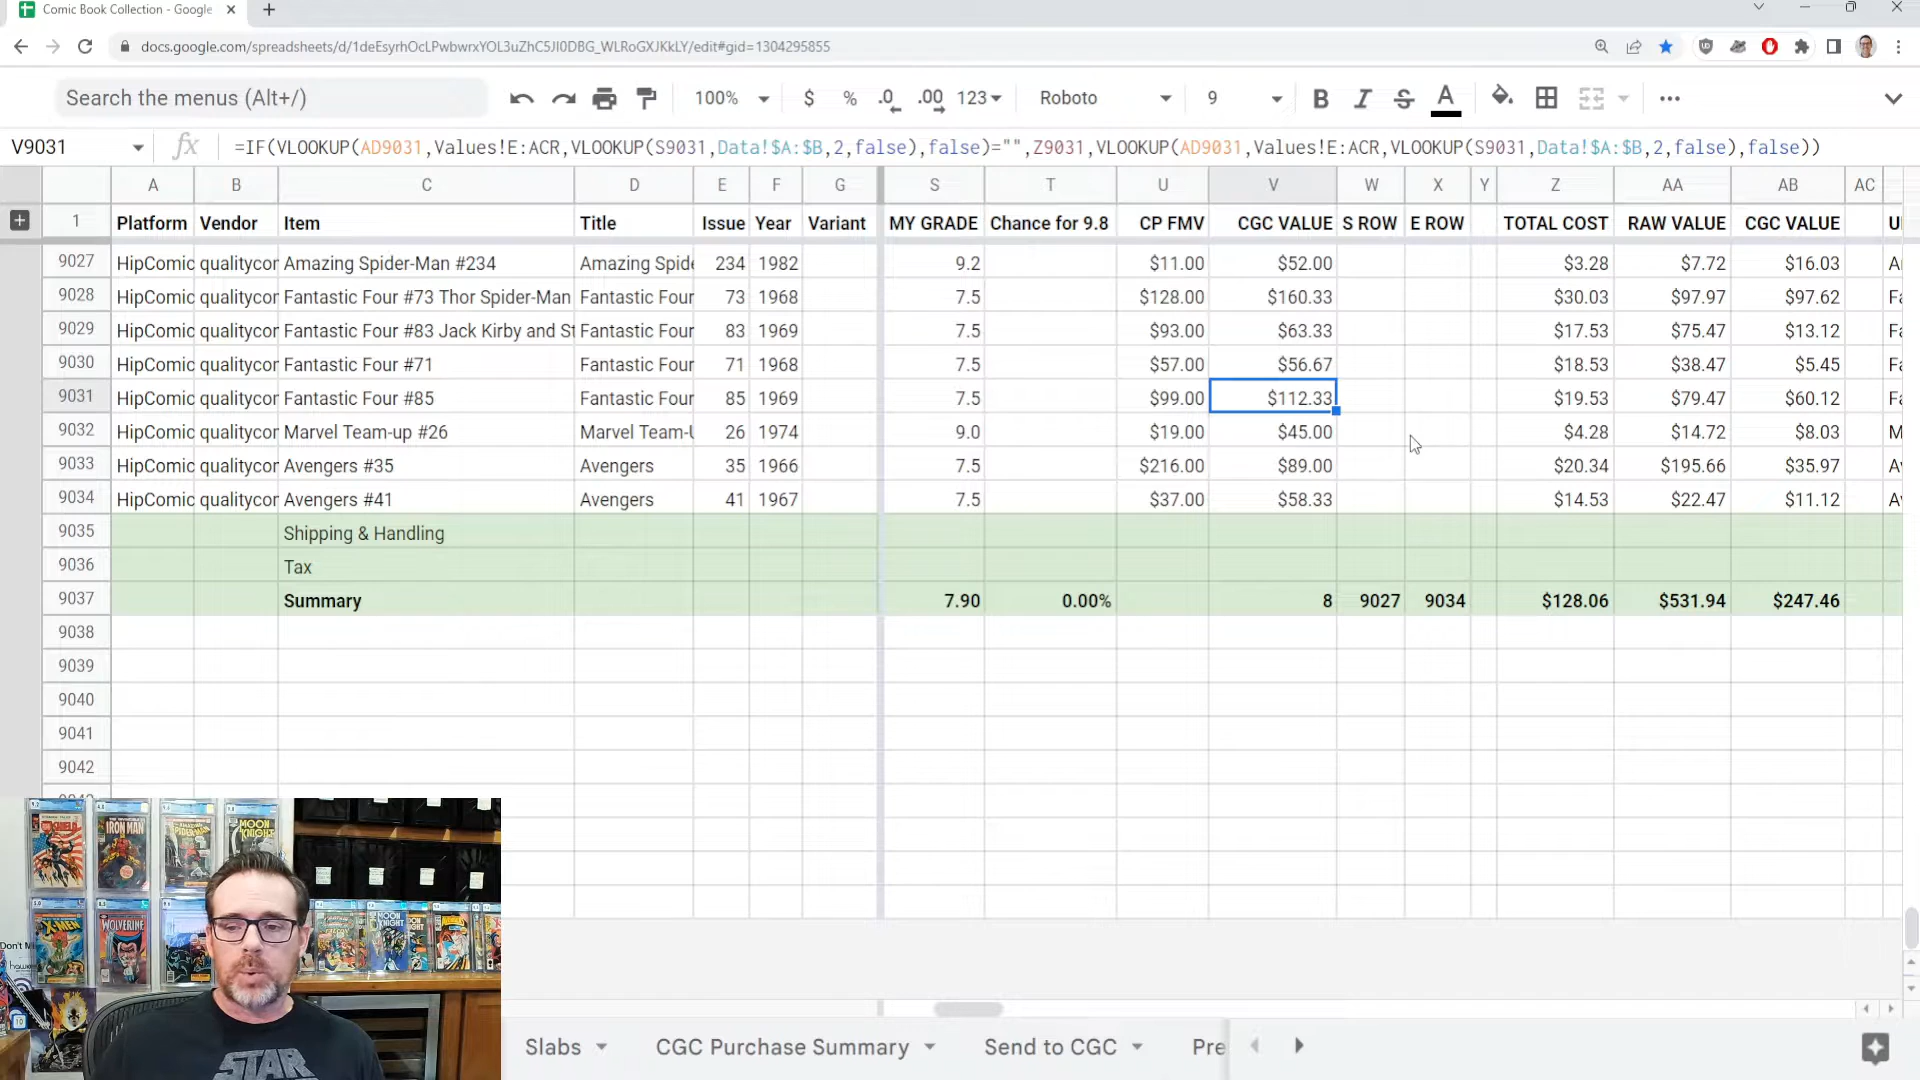 Comic Book Collection - Google
docs.google.com/spreadsheets/d/1deEsyrhOcLPwbwrxYOL3uZhC5JI0DBG_WLRoGXJKkLY/edit#gid=1304295855
Search the menus (Alt+/) 100% $ % .0 .00 123 Roboto 9 B I S A
V9031 fx =IF(VLOOKUP(AD9031,Values!E:ACR,VLOOKUP(S9031,Data!$A:$B,2,false),false)="",Z9031,VLOOKUP(AD9031,Values!E:ACR,VLOOKUP(S9031,Data!$A:$B,2,false),false))
A B C D E F G S T U V W X Y Z AA AB AC
1 Platform Vendor Item Title Issue Year Variant MY GRADE Chance for 9.8 CP FMV CGC VALUE S ROW E ROW TOTAL COST RAW VALUE CGC VALUE
9027 HipComic qualitycor Amazing Spider-Man #234 Amazing Spide 234 1982 9.2 $11.00 $52.00 $3.28 $7.72 $16.03
9028 HipComic qualitycor Fantastic Four #73 Thor Spider-Man Fantastic Four 73 1968 7.5 $128.00 $160.33 $30.03 $97.97 $97.62 Fa
9029 HipComic qualitycor Fantastic Four #83 Jack Kirby and St Fantastic Four 83 1969 7.5 $93.00 $63.33 $17.53 $75.47 $13.12 Fa
9030 HipComic qualitycor Fantastic Four #71 Fantastic Four 71 1968 7.5 $57.00 $56.67 $18.53 $38.47 $5.45 Fa
9031 HipComic qualitycor Fantastic Four #85 Fantastic Four 85 1969 7.5 $99.00 $112.33 $19.53 $79.47 $60.12 Fa
9032 HipComic qualitycor Marvel Team-up #26 Marvel Team-U 26 1974 9.0 $19.00 $45.00 $4.28 $14.72 $8.03 M
9033 HipComic qualitycor Avengers #35 Avengers 35 1966 7.5 $216.00 $89.00 $20.34 $195.66 $35.97
9034 HipComic qualitycor Avengers #41 Avengers 41 1967 7.5 $37.00 $58.33 $14.53 $22.47 $11.12
9035 Shipping & Handling
9036 Tax
9037 Summary 7.90 0.00% 8 9027 9034 $128.06 $531.94 $247.46
9038
9039
9040
9041
9042
IRON MAN
MOON KNIGHT
X-MEN
WOLVERINE
MOON KNIGHT
STAR
Slabs CGC Purchase Summary Send to CGC Pre